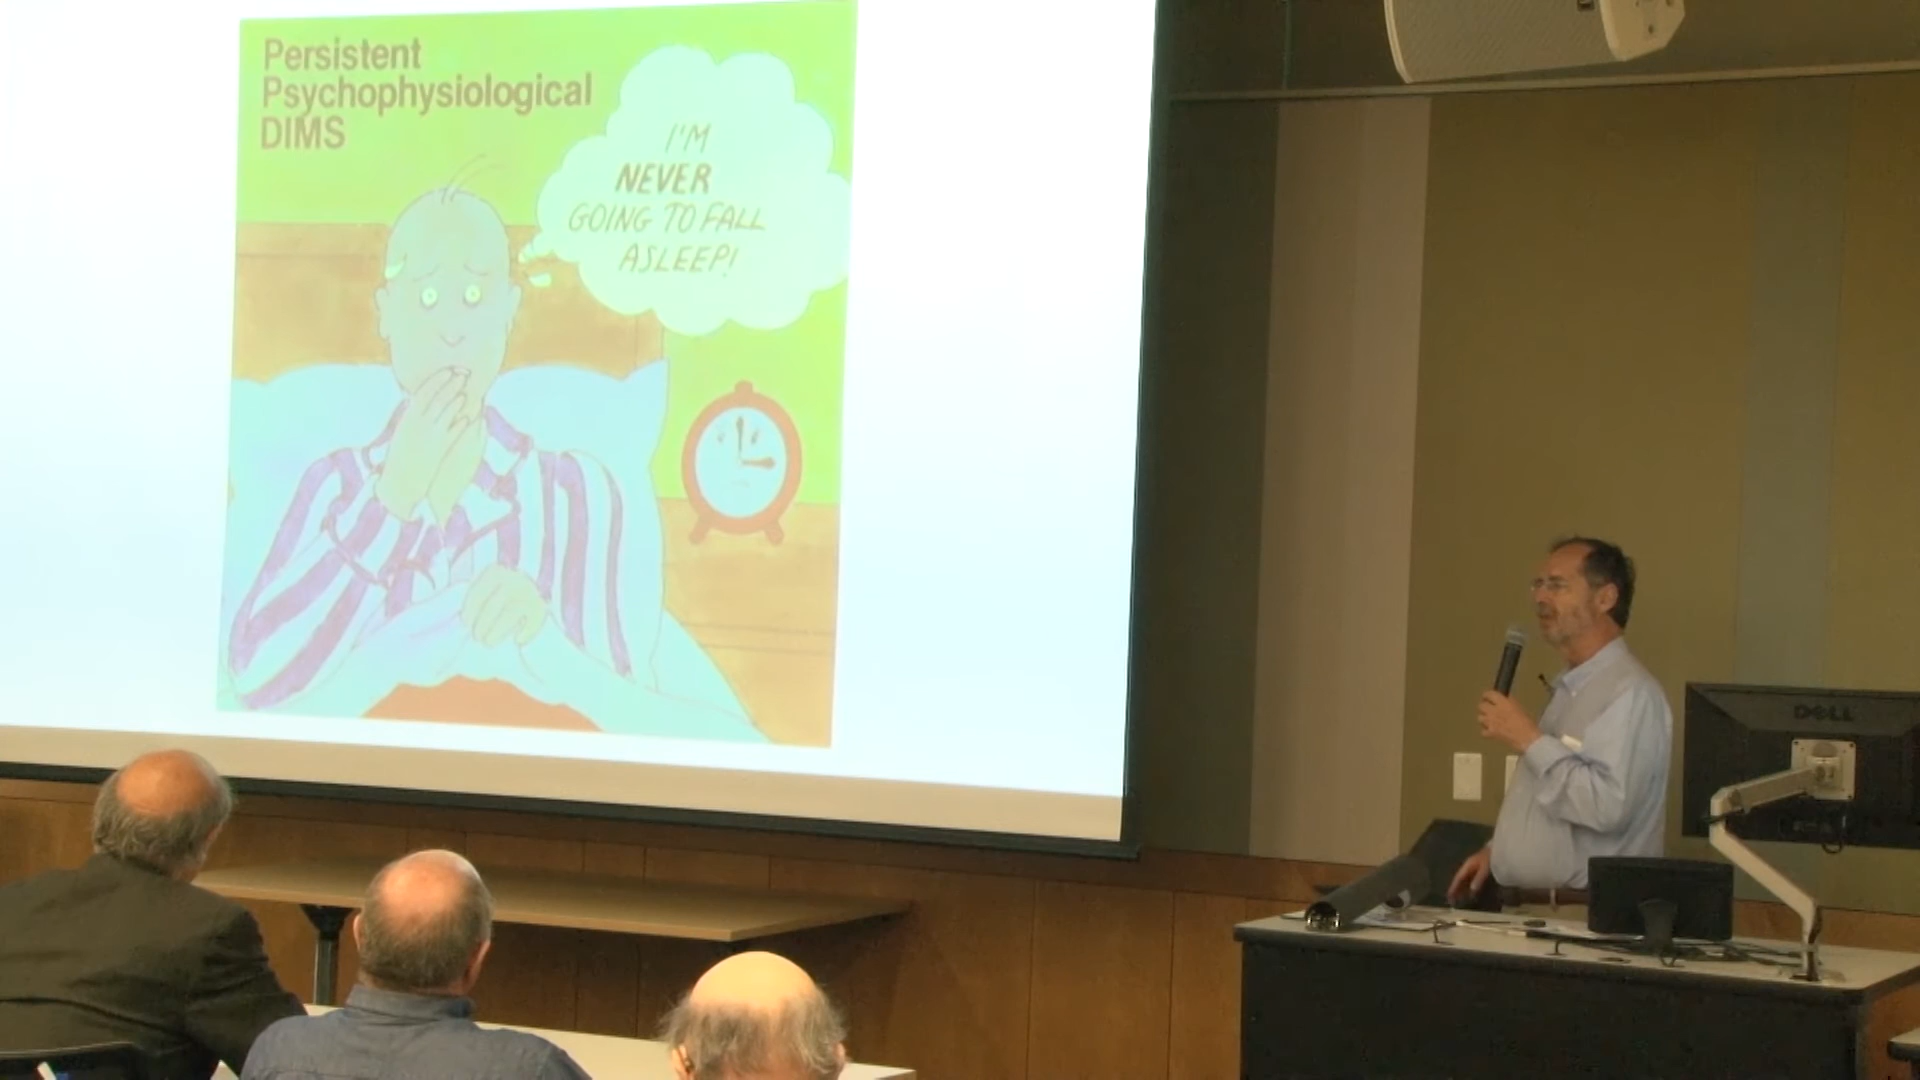 Persistent
Psychophysiological
DIMS
I'M
NEVER
GOING TO FALL
ASLEEP!
DELL